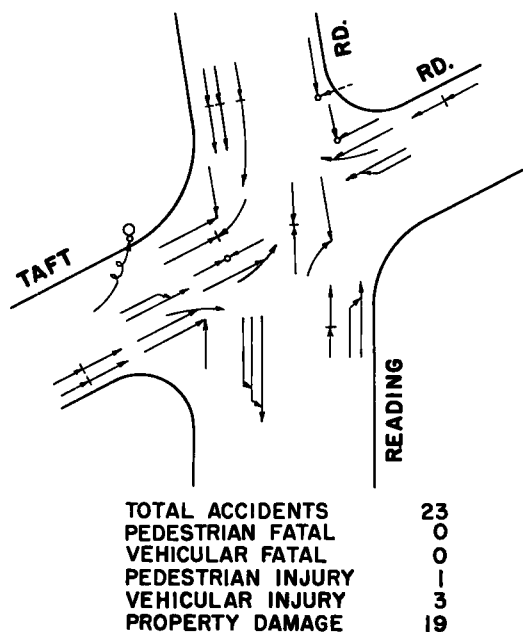 RD.
RD.
TAFT
READING
TOTAL ACCIDENTS 23
PEDESTRIAN FATAL 0
VEHICULAR FATAL 0
PEDESTRIAN INJURY 1
VEHICULAR INJURY 3
PROPERTY DAMAGE 19